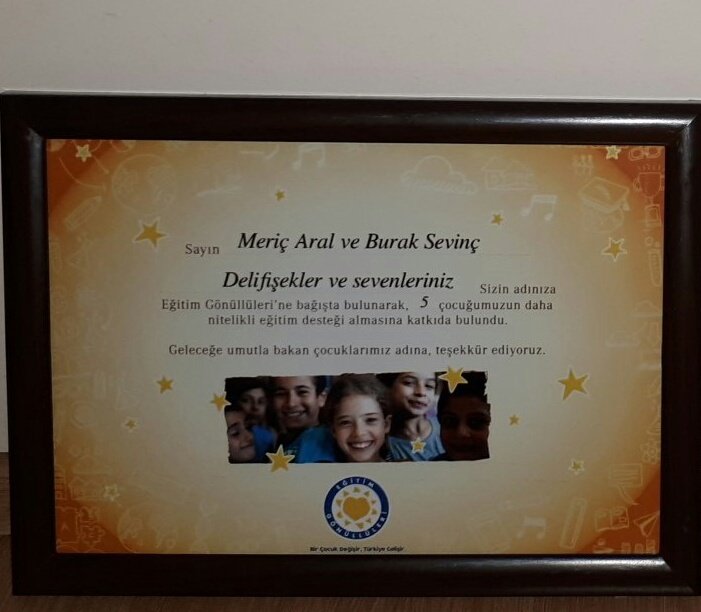 Sayın Meriç Aral ve Burak Sevinç
Delifişekler ve sevenleriniz Sizin adınıza
Eğitim Gönüllüleri'ne bağışta bulunarak, 5 çocuğumuzun daha
nitelikli eğitim desteği almasına katkıda bulundu.
Geleceğe umutla bakan çocuklarımız adına, teşekkür ediyoruz.
EĞİTİM
GÖNÜLLÜLERİ
Bir Çocuk Değişir, Türkiye Gelişir